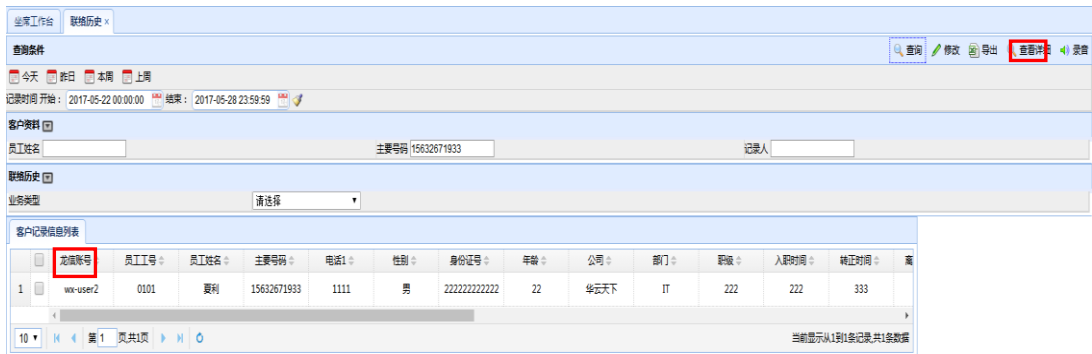 坐席工作台 联络历史 ×
查询条件 查询 修改 导出 查看详细 录音
今天 昨日 本周 上周
记录时间 开始： 2017-05-22 00:00:00 结束： 2017-05-28 23:59:59
客户资料
员工姓名 主要号码 15632671933 记录人
联络历史
业务类型 请选择
客户记录信息列表
龙信账号 员工工号 员工姓名 主要号码 电话1 性别 身份证号 年龄 公司 部门 职级 入职时间 转正时间 离
1 wx-user2 0101 夏利 15632671933 1111 男 222222222222 22 华云天下 IT 222 222 333
10 第 1 页,共1页 当前显示从1到1条记录,共1条数据